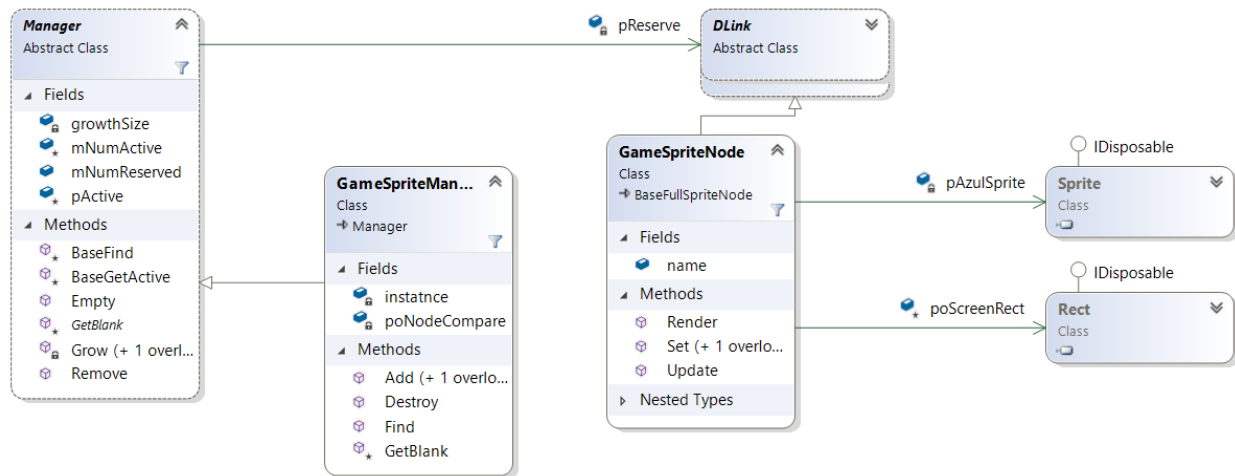 Manager
Abstract Class
Fields
growthSize
mNumActive
mNumReserved
pActive
Methods
BaseFind
BaseGetActive
Empty
GetBlank
Grow (+ 1 overl...
Remove
GameSpriteMan...
Class
Manager
Fields
instatnce
poNodeCompare
Methods
Add (+ 1 overlo...
Destroy
Find
GetBlank
pReserve
DLink
Abstract Class
GameSpriteNode
Class
BaseFullSpriteNode
Fields
name
Methods
Render
Set (+ 1 overlo...
Update
Nested Types
pAzulSprite
IDisposable
Sprite
Class
poScreenRect
IDisposable
Rect
Class